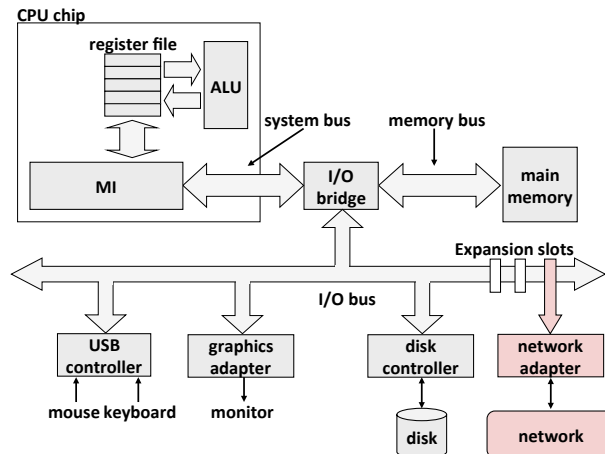 CPU chip
register file
ALU
system bus
memory bus
MI
I/O
bridge
main
memory
Expansion slots
I/O bus
USB
controller
graphics
adapter
disk
controller
network
adapter
mouse keyboard
monitor
disk
network